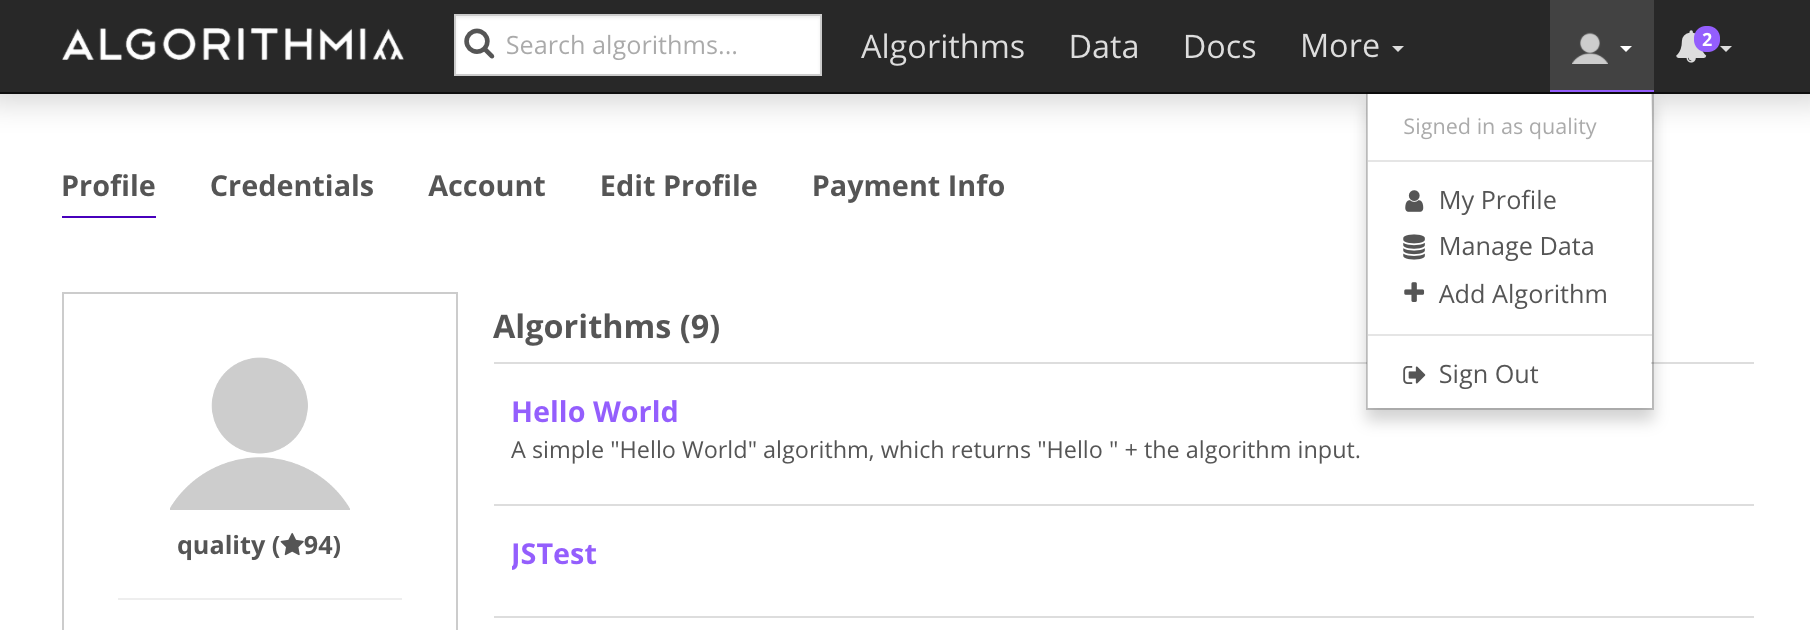 ALGORITHMIA
Search algorithms...
Algorithms
Data
Docs
More
2
Signed in as quality
My Profile
Manage Data
Add Algorithm
Sign Out
Profile
Credentials
Account
Edit Profile
Payment Info
quality (★94)
Algorithms (9)
Hello World
A simple "Hello World" algorithm, which returns "Hello " + the algorithm input.
JSTest